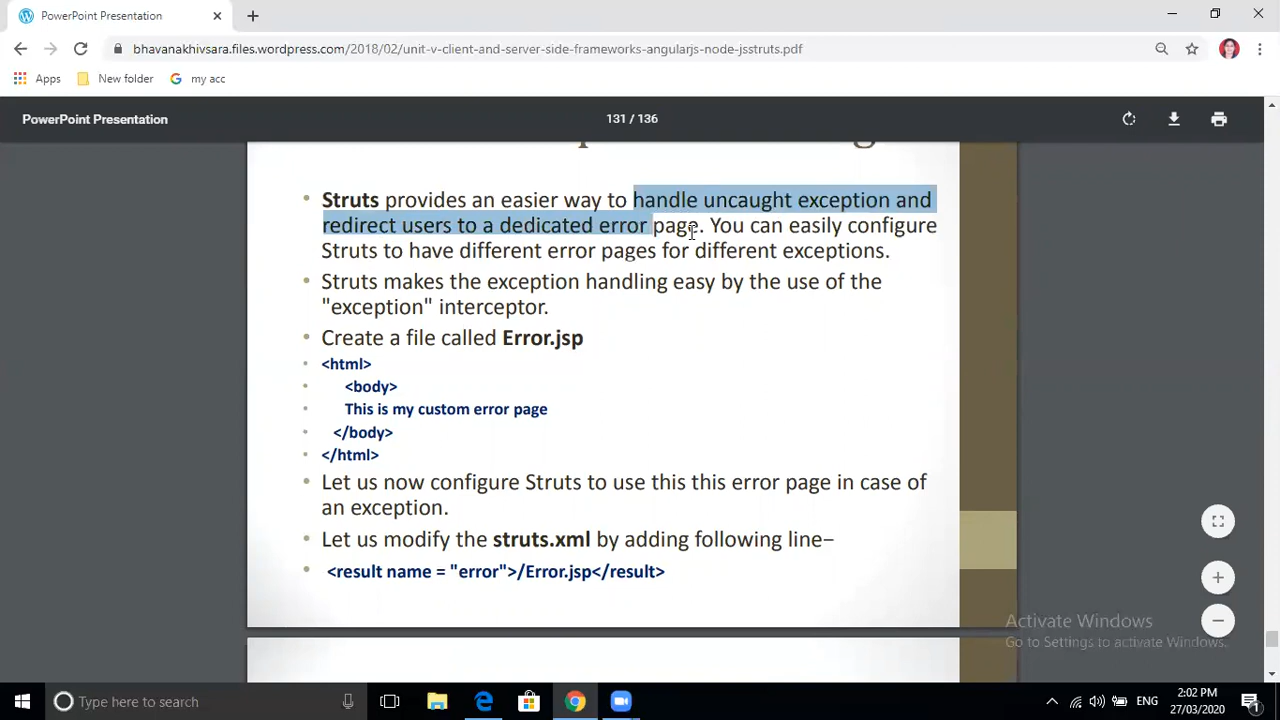 PowerPoint Presentation
bhavanakhivsara.files.wordpress.com/2018/02/unit-v-client-and-server-side-frameworks-angularjs-node-jsstruts.pdf
Apps New folder my acc
PowerPoint Presentation 131 / 136
• Struts provides an easier way to handle uncaught exception and
redirect users to a dedicated error page. You can easily configure
Struts to have different error pages for different exceptions.
• Struts makes the exception handling easy by the use of the
"exception" interceptor.
• Create a file called Error.jsp
• <html>
• <body>
• This is my custom error page
• </body>
• </html>
• Let us now configure Struts to use this this error page in case of
an exception.
• Let us modify the struts.xml by adding following line−
• <result name = "error">/Error.jsp</result>
Activate Windows
Go to Settings to activate Windows.
Type here to search
ENG
2:02 PM
27/03/2020